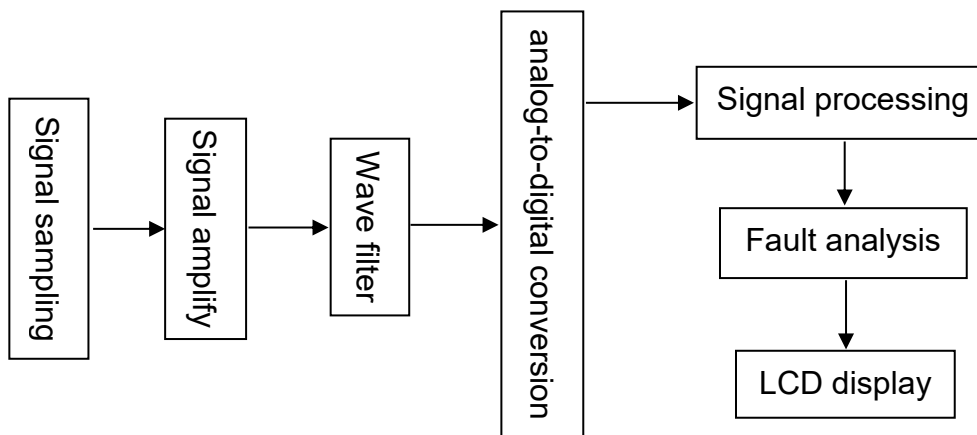 Signal sampling
Signal amplify
Wave filter
analog-to-digital conversion
Signal processing
Fault analysis
LCD display